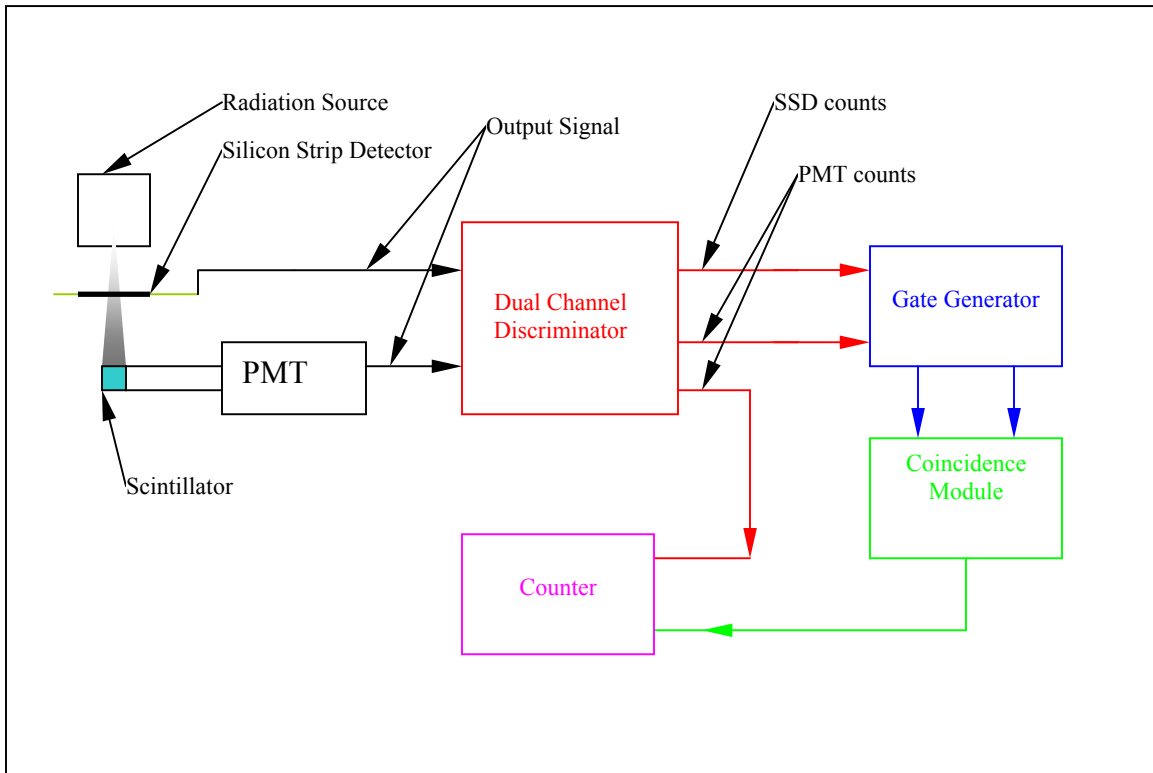 Radiation Source
Silicon Strip Detector
Output Signal
SSD counts
PMT counts
Dual Channel
Discriminator
Gate Generator
PMT
Coincidence
Module
Scintillator
Counter